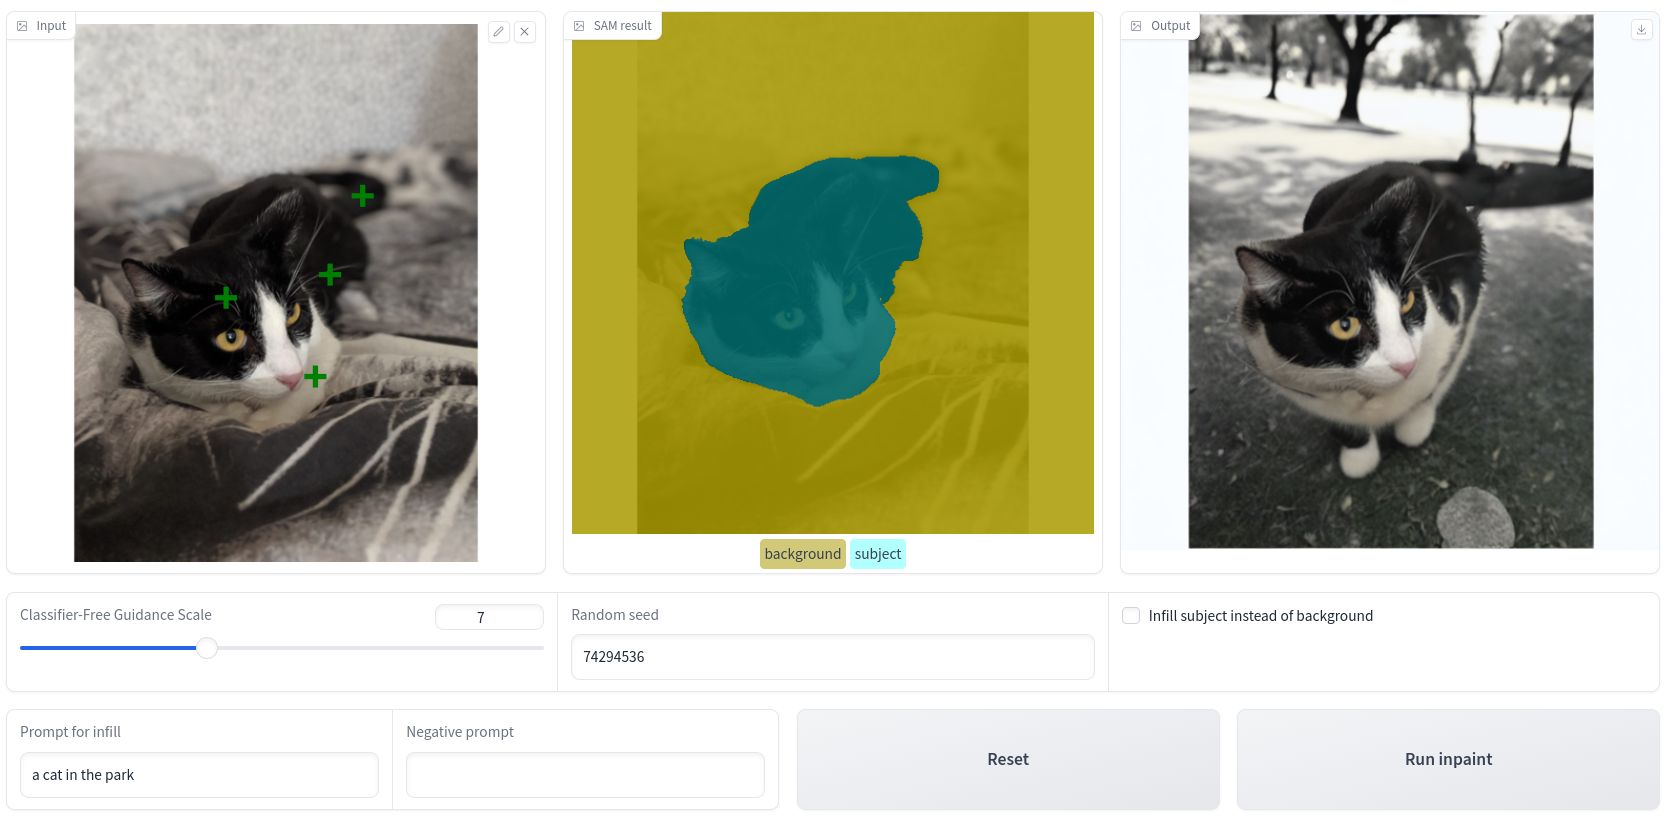 Input
SAM result
Output
background
subject
Classifier-Free Guidance Scale
7
Random seed
74294536
Infill subject instead of background
Prompt for infill
a cat in the park
Negative prompt
Reset
Run inpaint